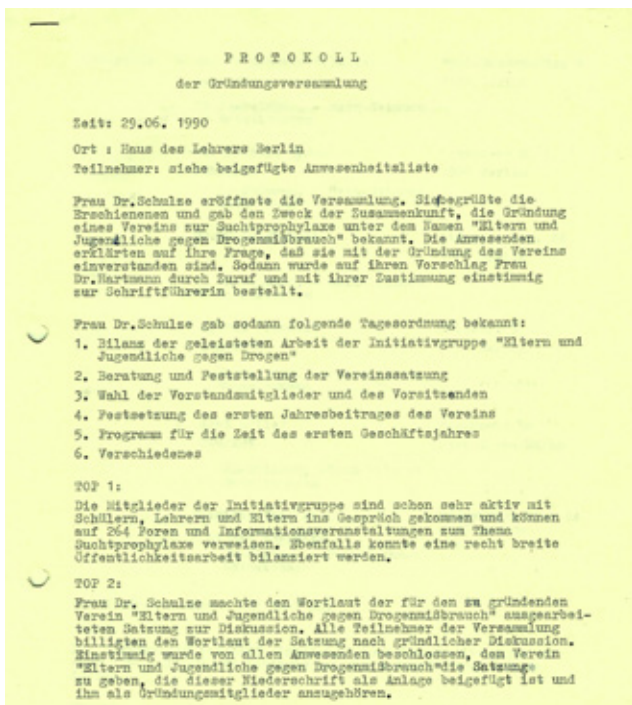 P R O T O K O L L
der Gründungsversammlung
Zeit: 29.06. 1990
Ort : Haus des Lehrers Berlin
Teilnehmer: siehe beigefügte Anwesenheitsliste
Frau Dr.Schulze eröffnete die Versammlung. Siebegrüßte die
Erschienenen und gab den Zweck der Zusammenkunft, die Gründung
eines Vereins zur Suchtprophylaxe unter dem Namen "Eltern und
Jugendliche gegen Drogenmißbrauch" bekannt. Die Anwesenden
erklärten auf ihre Frage, daß sie mit der Gründung des Vereins
einverstanden sind. Sodann wurde auf ihren Vorschlag Frau
Dr.Hartmann durch Zuruf und mit ihrer Zustimmung einstimmig
zur Schriftführerin bestellt.
Frau Dr.Schulze gab sodann folgende Tagesordnung bekannt:
1. Bilanz der geleisteten Arbeit der Initiativgruppe "Eltern und
Jugendliche gegen Drogen"
2. Beratung und Feststellung der Vereinssatzung
3. Wahl der Vorstandsmitglieder und des Vorsitzenden
4. Festsetzung des ersten Jahresbeitrages des Vereins
5. Programm für die Zeit des ersten Geschäftsjahres
6. Verschiedenes
TOP 1:
Die Mitglieder der Initiativgruppe sind schon sehr aktiv mit
Schülern, Lehrern und Eltern ins Gespräch gekommen und können
auf 264 Foren und Informationsveranstaltungen zum Thema
Suchtprophylaxe verweisen. Ebenfalls konnte eine recht breite
Öffentlichkeitsarbeit bilanziert werden.
TOP 2:
Frau Dr. Schulze machte den Wortlaut der für den zu gründenden
Verein "Eltern und Jugendliche gegen Drogenmißbrauch" ausgearbei-
teten Satzung zur Diskussion. Alle Teilnehmer der Versammlung
billigten den Wortlaut der Satzung nach gründlicher Diskussion.
Einstimmig wurde von allen Anwesenden beschlossen, dem Verein
"Eltern und Jugendliche gegen Drogenmißbrauch"die Satzung
zu geben, die dieser Niederschrift als Anlage beigefügt ist und
ihm als Gründungsmitglieder anzugehören.